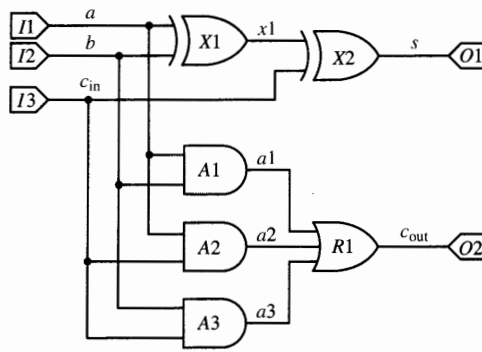 I1 a X1 x1 X2 s O1
I2 b
I3 c_in
A1 a1
A2 a2 R1 c_out O2
A3 a3